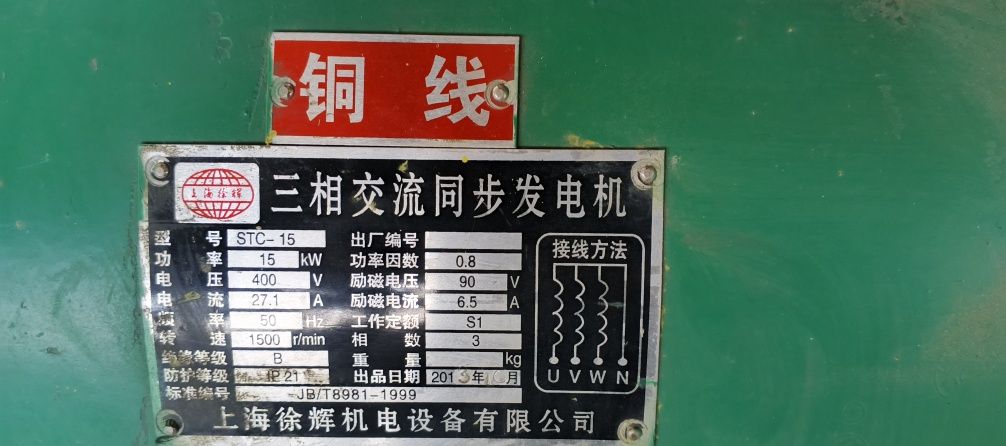 铜线
上海徐辉
三相交流同步发电机
型号 STC-15 出厂编号
功率 15 kW 功率因数 0.8
电压 400 V 励磁电压 90 V
电流 27.1 A 励磁电流 6.5 A
频率 50 Hz 工作定额 S1
转速 1500 r/min 相数 3
绝缘等级 B 重量 kg
防护等级 IP21 出品日期 201 年 月
标准编号 JB/T8981-1999
接线方法
U V W N
上海徐辉机电设备有限公司